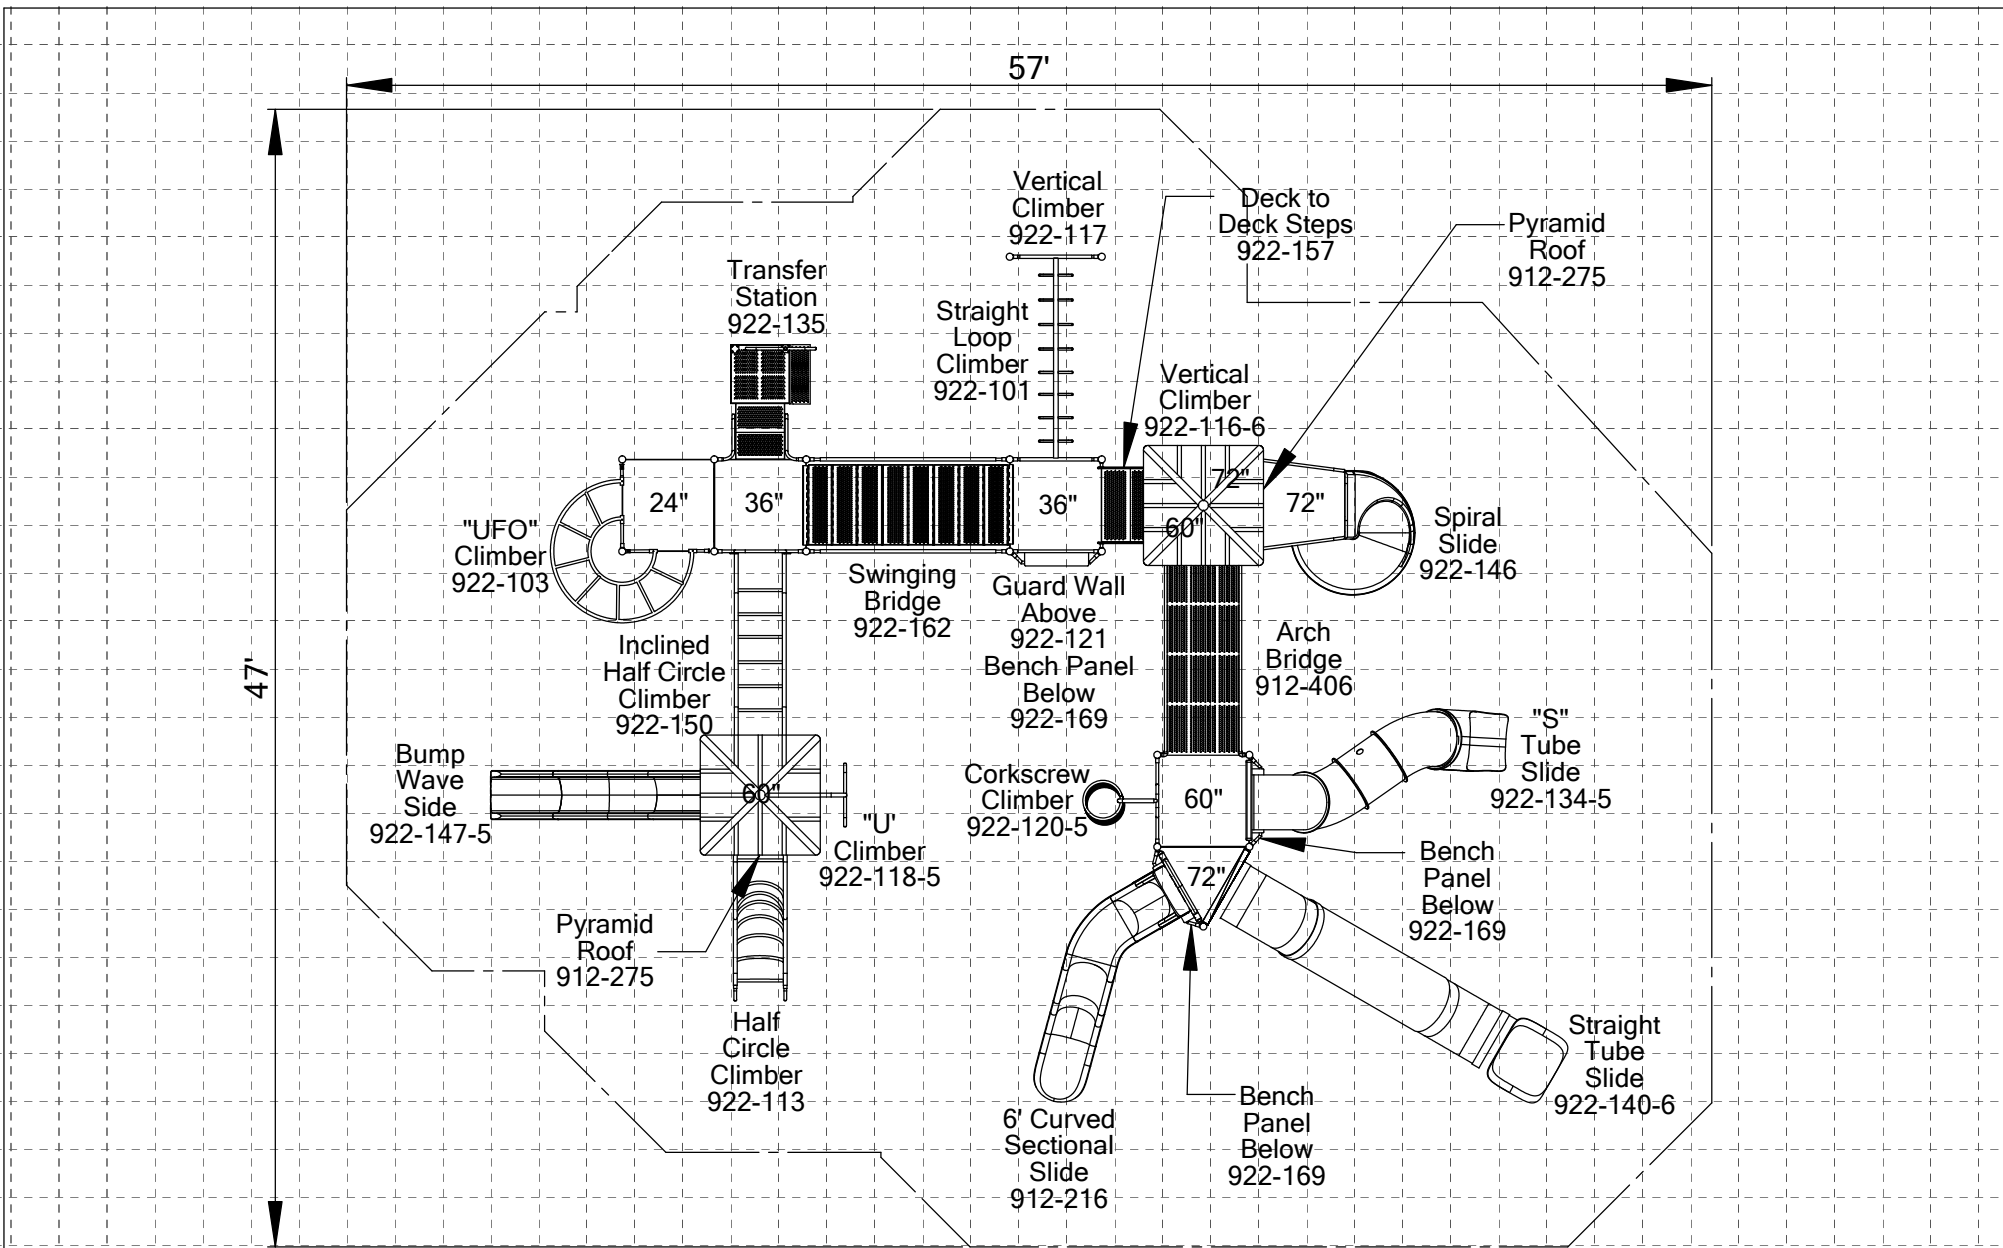 57'
47'
Vertical
Climber
922-117
Deck to
Deck Steps
922-157
Pyramid
Roof
912-275
Transfer
Station
922-135
Straight
Loop
Climber
922-101
Vertical
Climber
922-116-6
24"
36"
36"
72"
60"
72"
"UFO"
Climber
922-103
Spiral
Slide
922-146
Swinging
Bridge
922-162
Guard Wall
Above
922-121
Bench Panel
Below
922-169
Inclined
Half Circle
Climber
922-150
Arch
Bridge
912-406
Bump
Wave
Side
922-147-5
60"
"U'
Climber
922-118-5
Corkscrew
Climber
922-120-5
60"
"S"
Tube
Slide
922-134-5
72"
Bench
Panel
Below
922-169
Pyramid
Roof
912-275
Half
Circle
Climber
922-113
6' Curved
Sectional
Slide
912-216
Bench
Panel
Below
922-169
Straight
Tube
Slide
922-140-6